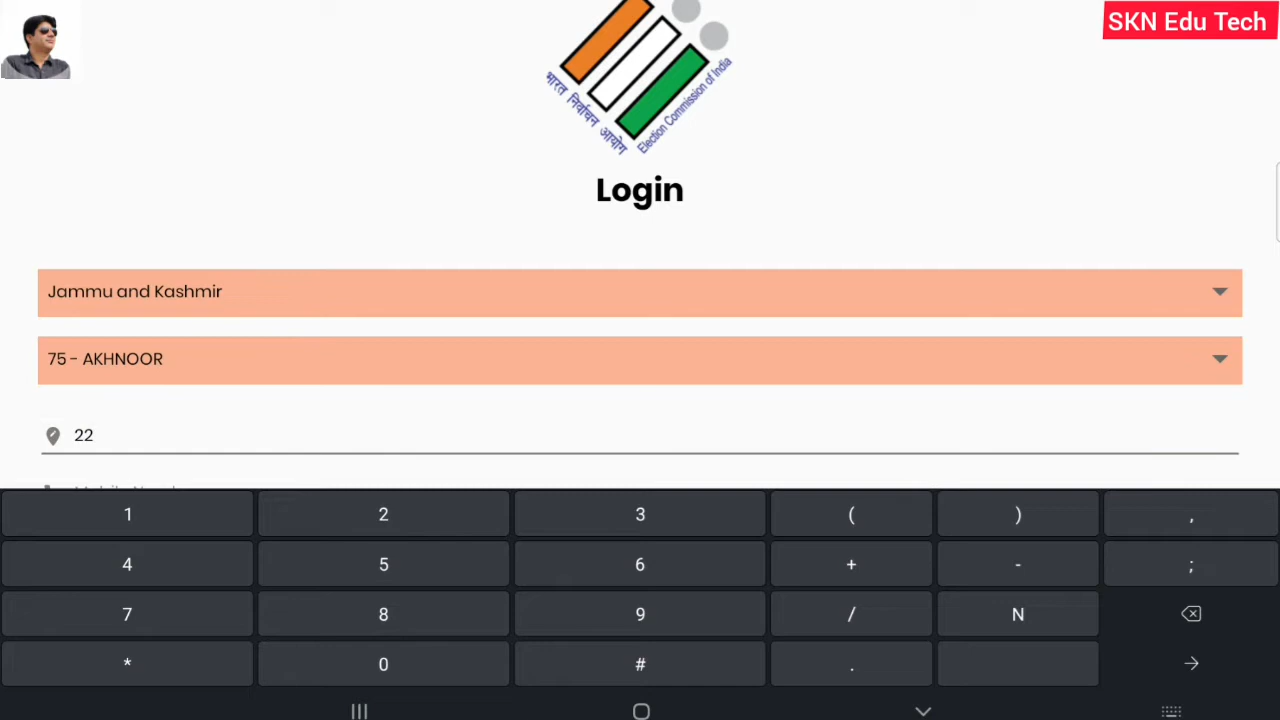 SKN Edu Tech
भारत निर्वाचन आयोग
Election Commission of India
Login
Jammu and Kashmir
75 - AKHNOOR
22
1 2 3 ( ) ,
4 5 6 + - ;
7 8 9 / N
* 0 # .